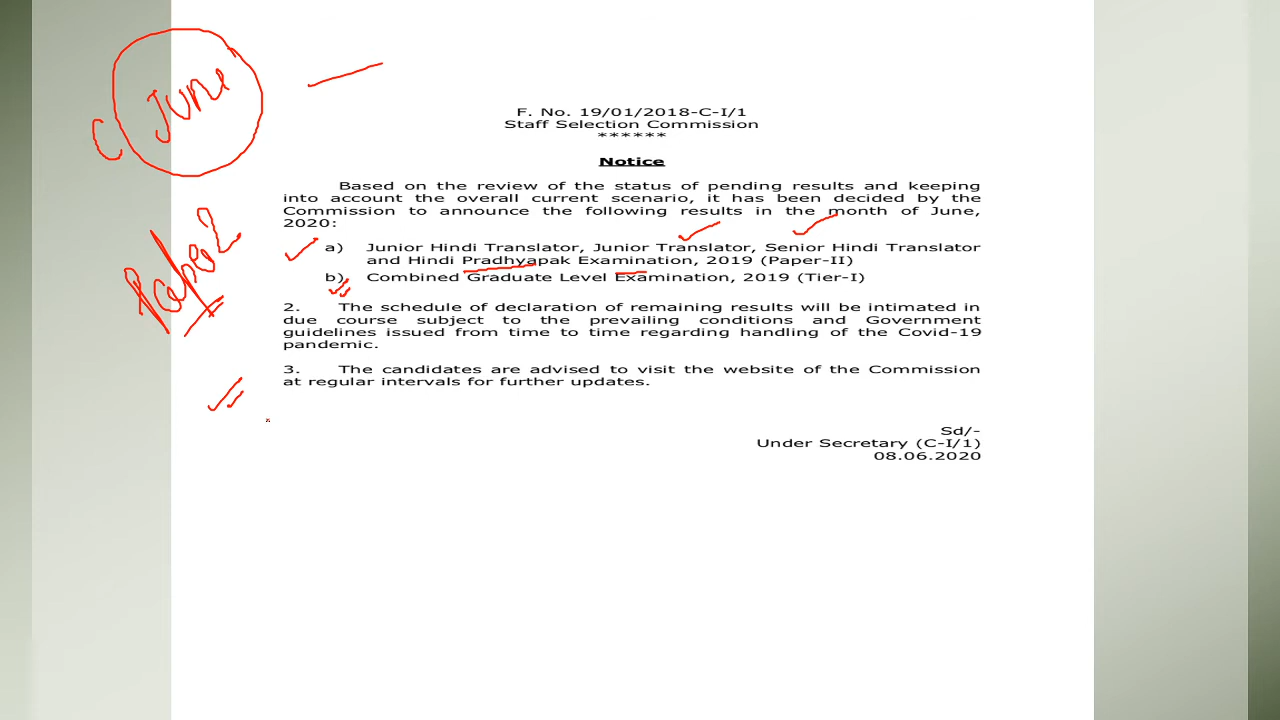 June
F. No. 19/01/2018-C-I/1
Staff Selection Commission
******
Notice
Based on the review of the status of pending results and keeping
into account the overall current scenario, it has been decided by the
Commission to announce the following results in the month of June,
2020:
a) Junior Hindi Translator, Junior Translator, Senior Hindi Translator
and Hindi Pradhyapak Examination, 2019 (Paper-II)
b) Combined Graduate Level Examination, 2019 (Tier-I)
2. The schedule of declaration of remaining results will be intimated in
due course subject to the prevailing conditions and Government
guidelines issued from time to time regarding handling of the Covid-19
pandemic.
3. The candidates are advised to visit the website of the Commission
at regular intervals for further updates.
Sd/-
Under Secretary (C-I/1)
08.06.2020